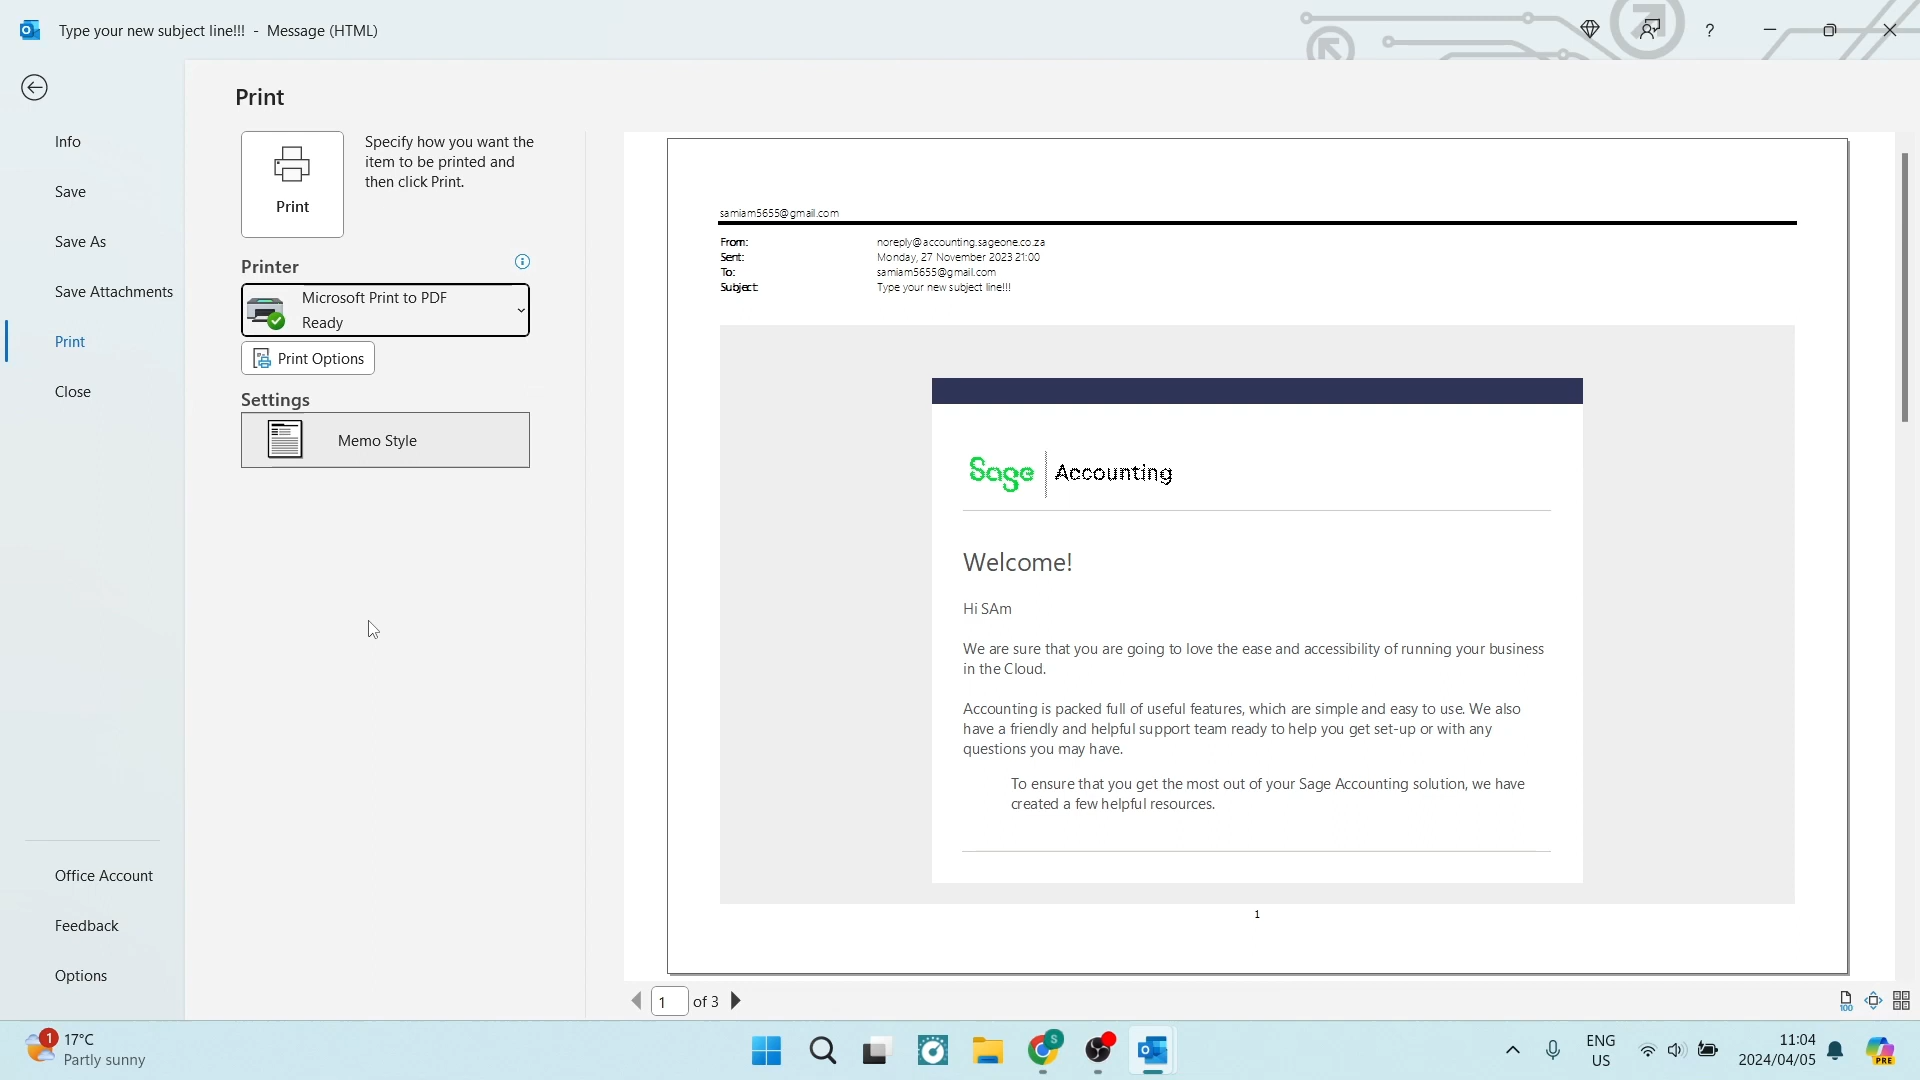 Type your new subject line!!! - Message (HTML)
?
Info
Save
Save As
Save Attachments
Print
Close
Office Account
Feedback
Options
Print
Print
Specify how you want the
item to be printed and
then click Print.
Printer
Microsoft Print to PDF
Ready
Print Options
Settings
Memo Style
samiam5655@gmail.com
From: noreply@accounting.sageone.co.za
Sent: Monday, 27 November 2023 21:00
To: samiam5655@gmail.com
Subject: Type your new subject line!!!
Sage Accounting
Welcome!
Hi SAm
We are sure that you are going to love the ease and accessibility of running your business
in the Cloud.
Accounting is packed full of useful features, which are simple and easy to use. We also
have a friendly and helpful support team ready to help you get set-up or with any
questions you may have.
To ensure that you get the most out of your Sage Accounting solution, we have
created a few helpful resources.
1
1 of 3
100
1
17°C
Partly sunny
S
ENG
US
11:04
2024/04/05
PRE